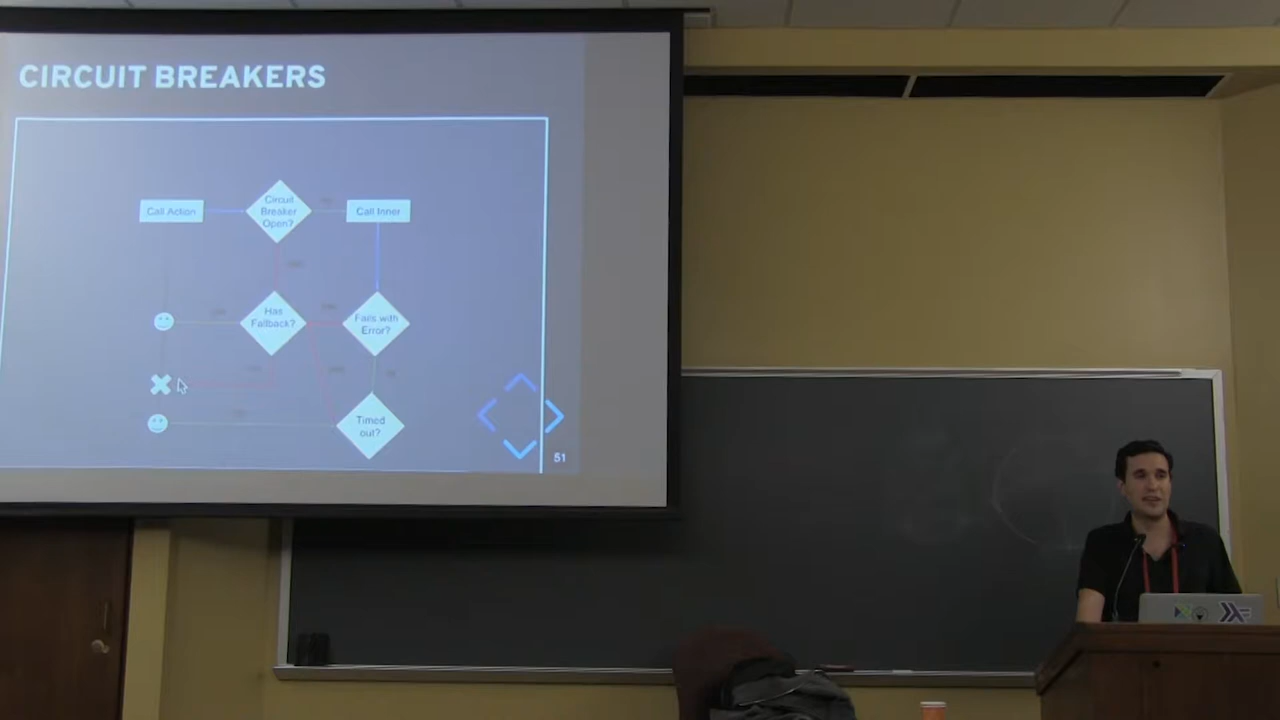 CIRCUIT BREAKERS
Call Action
Circuit
Breaker
Open?
Call Inner
Has
Fallback?
Fails with
Error?
Timed
out?
51